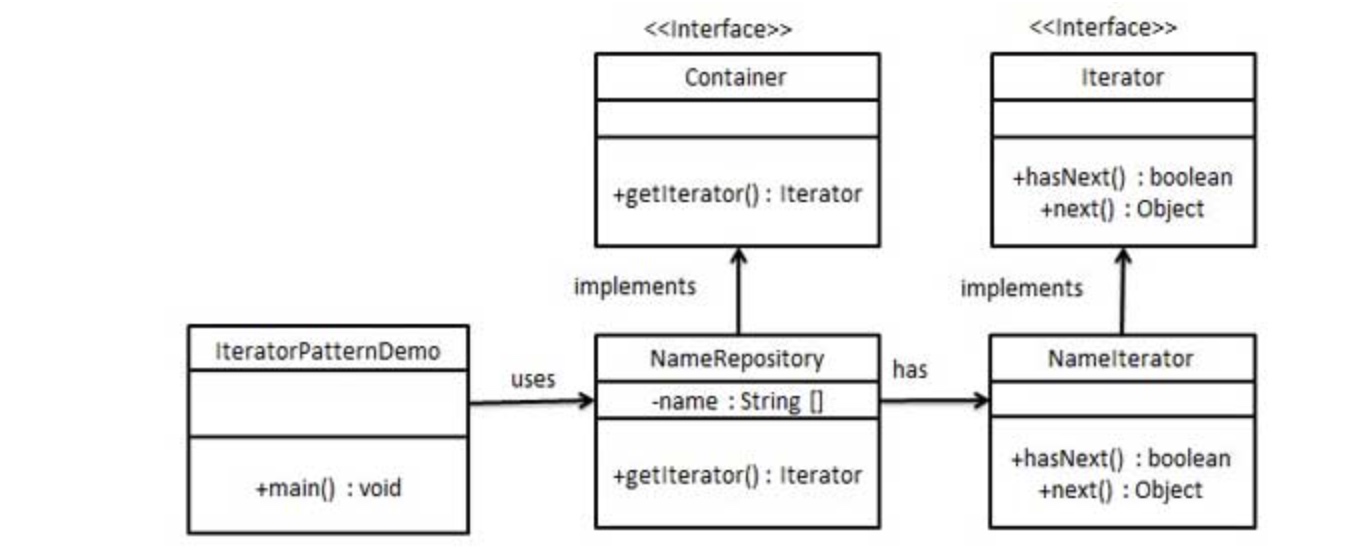 <<Interface>>
Container
+getIterator() : Iterator
<<Interface>>
Iterator
+hasNext() : boolean
+next() : Object
implements
implements
IteratorPatternDemo
+main() : void
uses
NameRepository
-name : String []
+getIterator() : Iterator
has
NameIterator
+hasNext() : boolean
+next() : Object